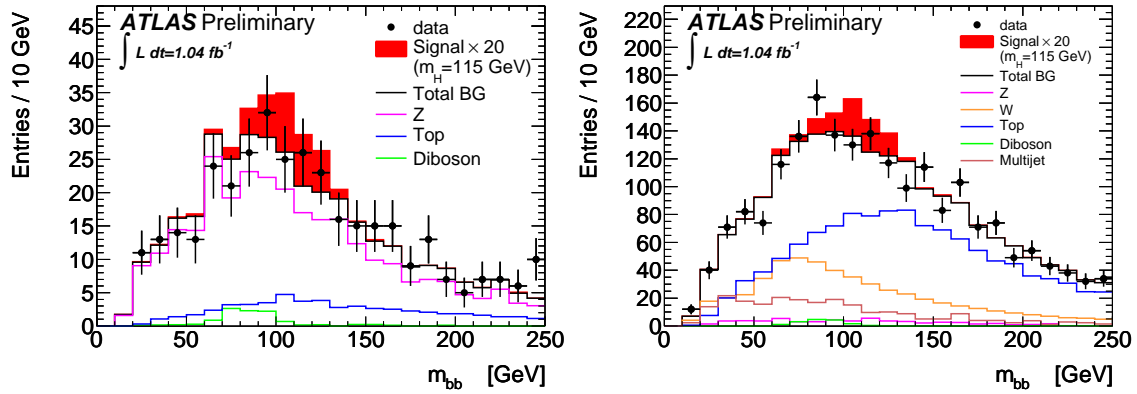 ATLAS Preliminary
∫ L dt=1.04 fb⁻¹
data
Signal × 20
(m_H=115 GeV)
Total BG
Z
Top
Diboson
Entries / 10 GeV
45
40
35
30
25
20
15
10
5
0
0 50 100 150 200 250
m_bb [GeV]
ATLAS Preliminary
∫ L dt=1.04 fb⁻¹
data
Signal × 20
(m_H=115 GeV)
Total BG
Z
W
Top
Diboson
Multijet
Entries / 10 GeV
220
200
180
160
140
120
100
80
60
40
20
0
0 50 100 150 200 250
m_bb [GeV]